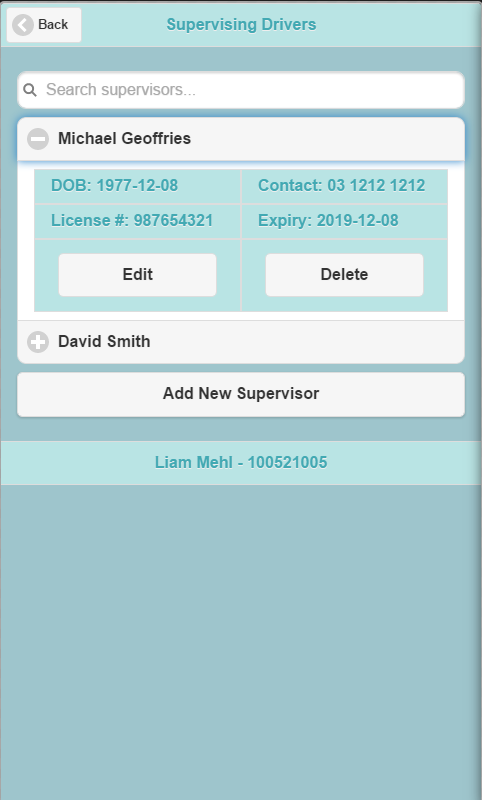 Back
Supervising Drivers
Search supervisors...
Michael Geoffries
DOB: 1977-12-08 Contact: 03 1212 1212
License #: 987654321 Expiry: 2019-12-08
Edit Delete
David Smith
Add New Supervisor
Liam Mehl - 100521005